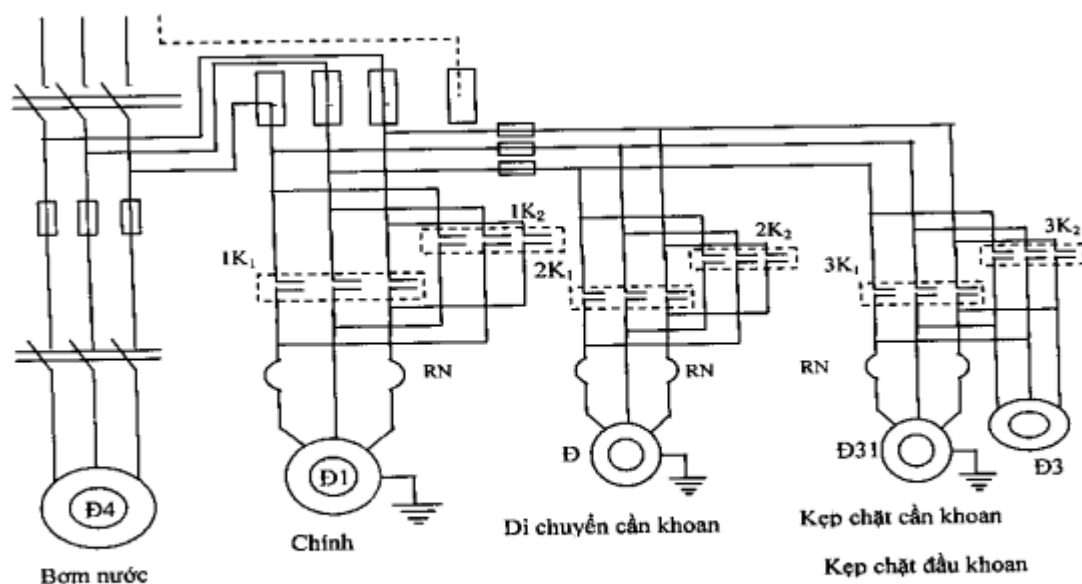 1K₂
3K₂
2K₂
1K₁
2K₁
3K₁
RN
RN
RN
Đ4
Đ1
Đ
Đ31
Đ3
Chính
Di chuyển cần khoan
Kẹp chặt cần khoan
Bơm nước
Kẹp chặt đầu khoan